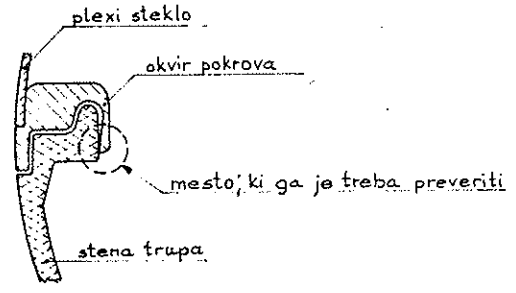 plexi steklo
okvir pokrova
mesto, ki ga je treba preveriti
stena trupa